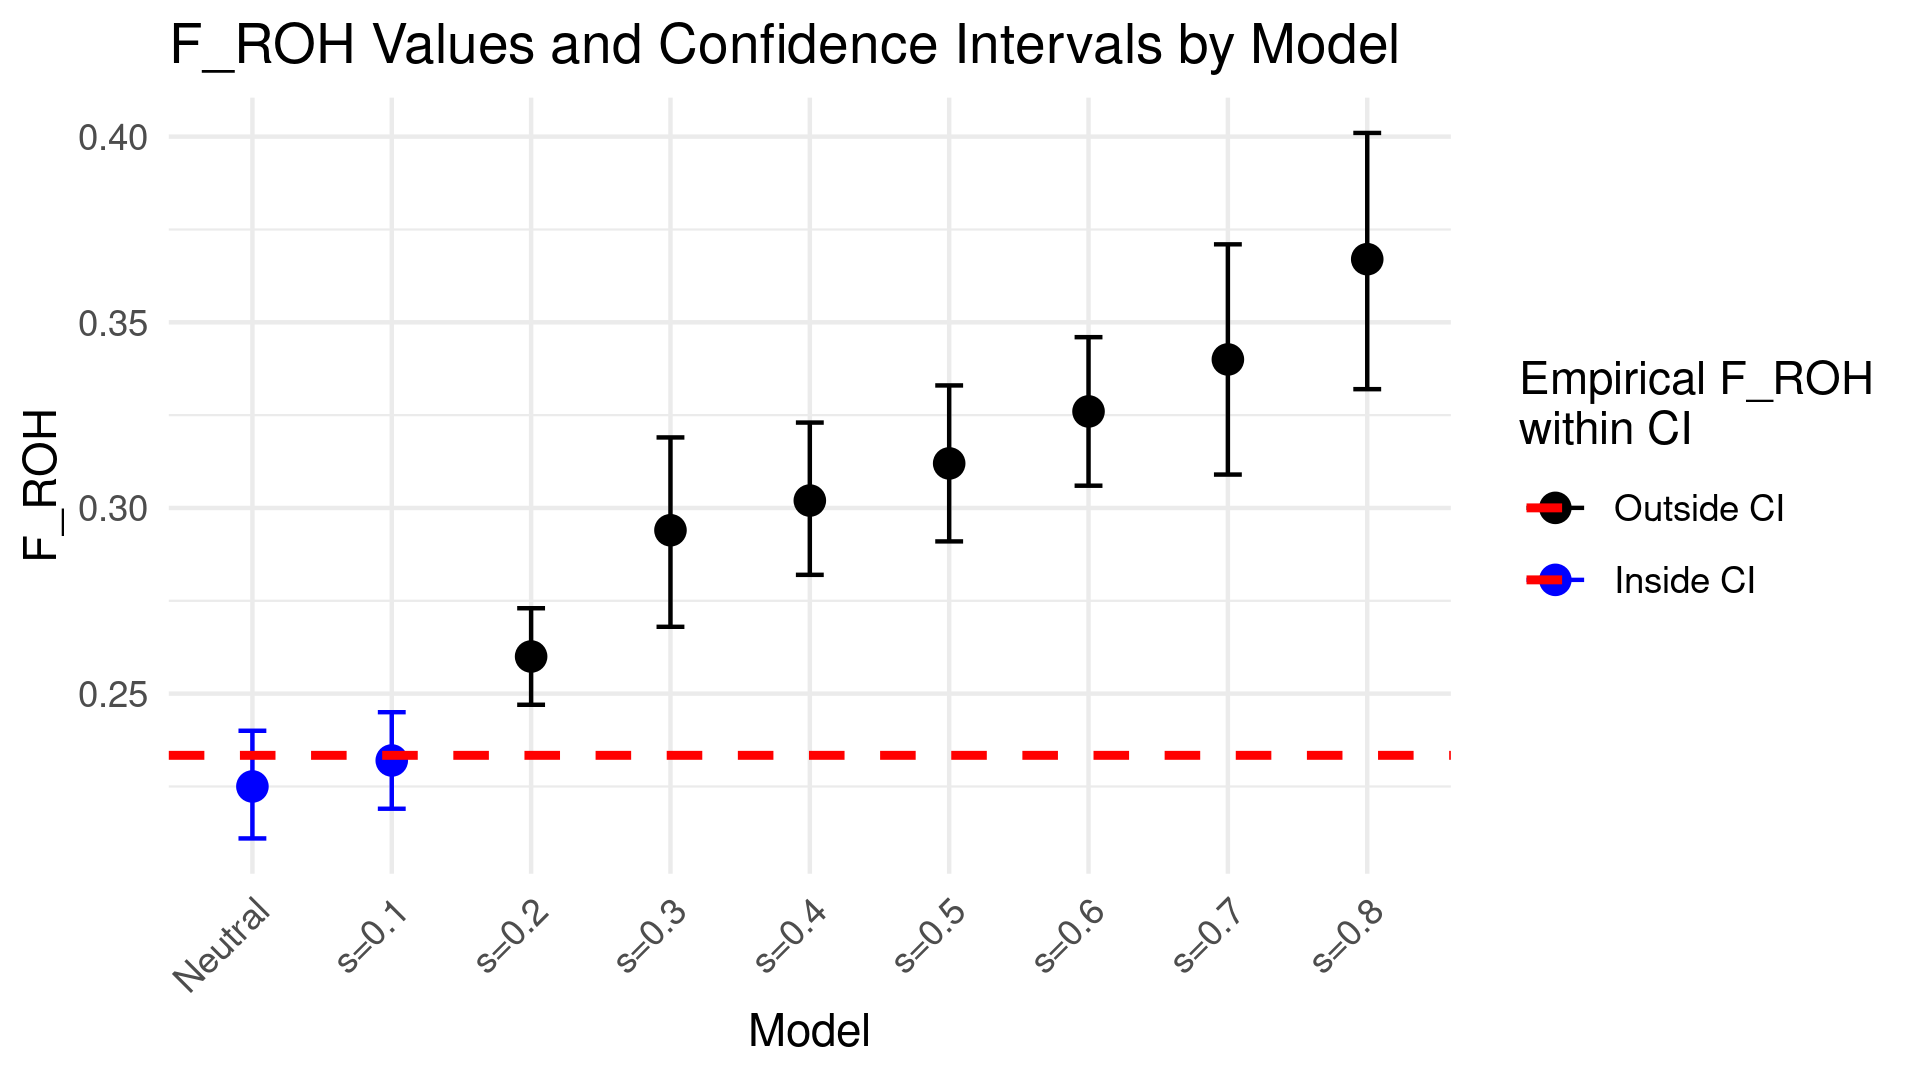 F_ROH Values and Confidence Intervals by Model
F_ROH
0.40
0.35
0.30
0.25
Neutral
s=0.1
s=0.2
s=0.3
s=0.4
s=0.5
s=0.6
s=0.7
s=0.8
Model
Empirical F_ROH
within CI
Outside CI
Inside CI